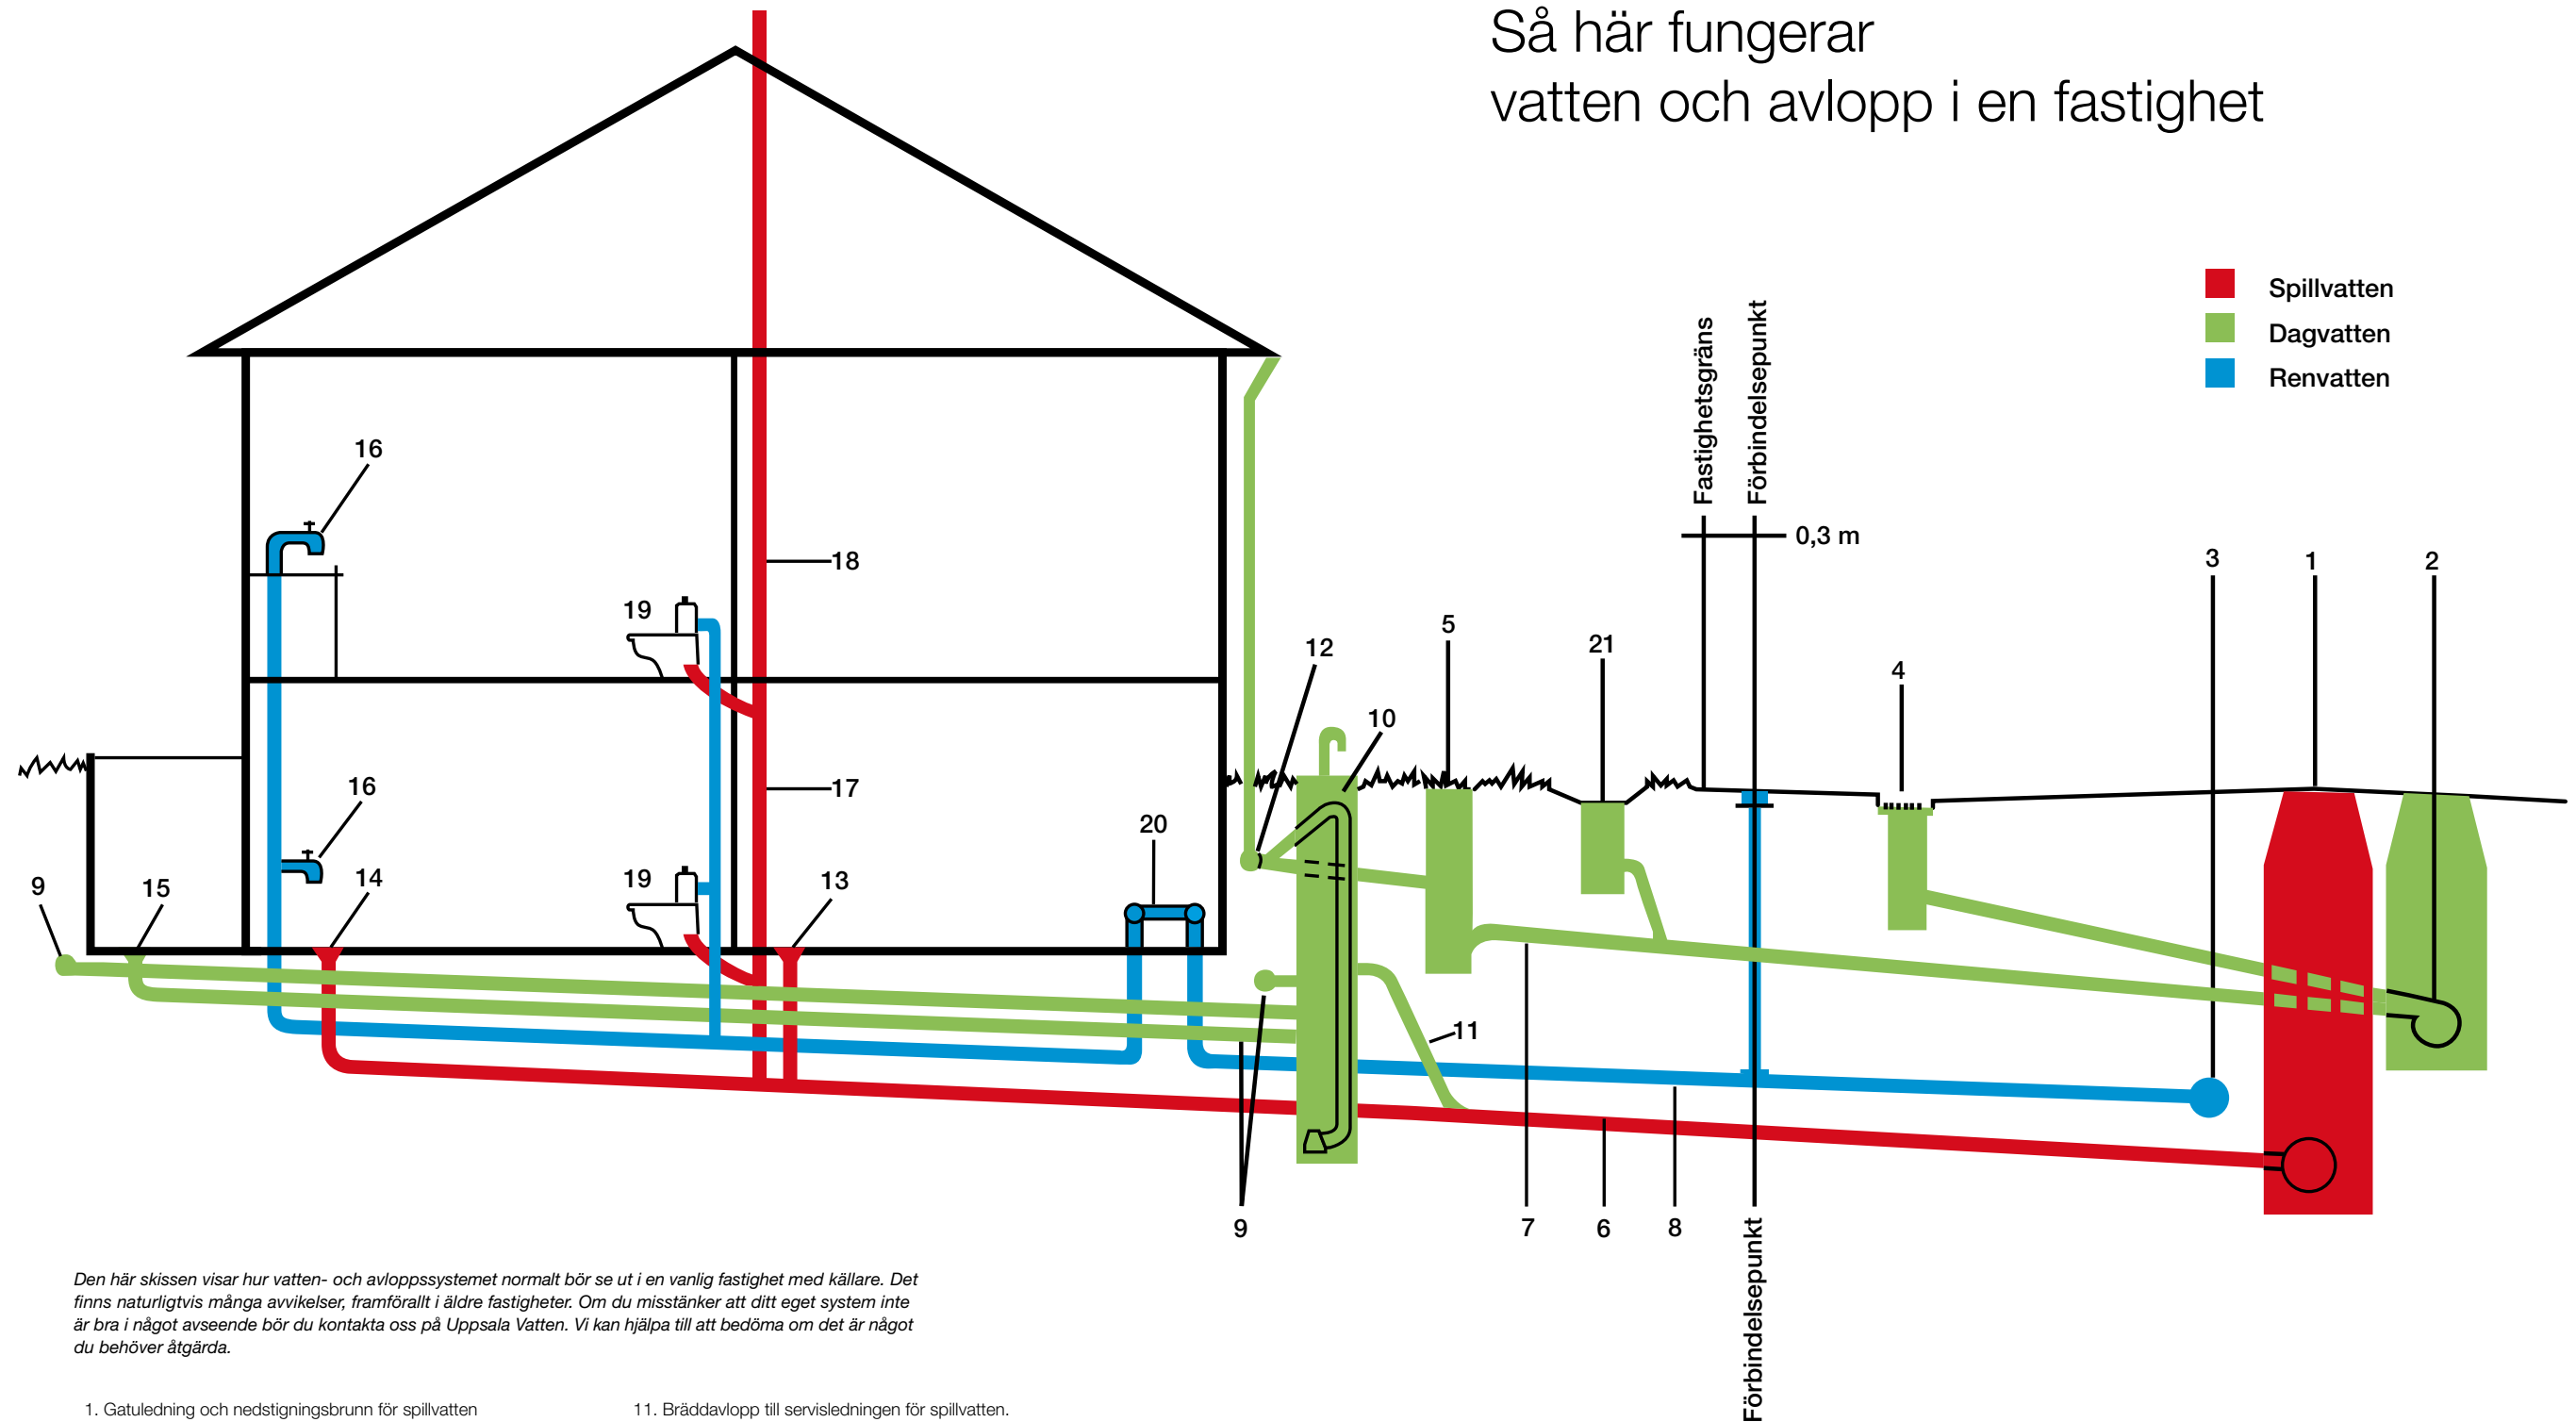 Så här fungerar
vatten och avlopp i en fastighet
Spillvatten
Dagvatten
Renvatten
Fastighetsgräns
Förbindelsepunkt
0,3 m
16
18
19
3
1
2
5
21
12
4
10
16
17
20
9
15
14
19
13
11
9
7
6
8
Förbindelsepunkt
Den här skissen visar hur vatten- och avloppssystemet normalt bör se ut i en vanlig fastighet med källare. Det
finns naturligtvis många avvikelser, framförallt i äldre fastigheter. Om du misstänker att ditt eget system inte
är bra i något avseende bör du kontakta oss på Uppsala Vatten. Vi kan hjälpa till att bedöma om det är något
du behöver åtgärda.
1. Gatuledning och nedstigningsbrunn för spillvatten
11. Bräddavlopp till servisledningen för spillvatten.